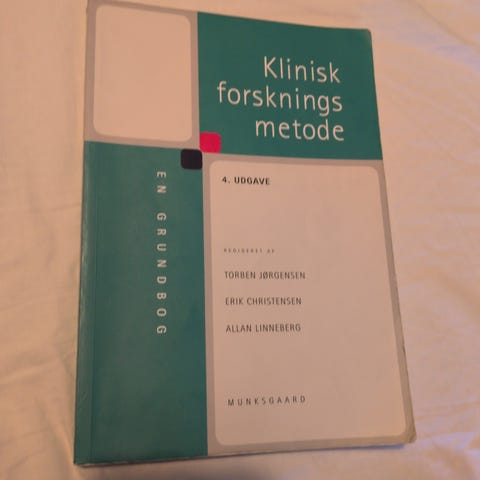 Klinisk
forsknings
metode
4. UDGAVE
EN GRUNDBOG
REDIGERET AF
TORBEN JØRGENSEN
ERIK CHRISTENSEN
ALLAN LINNEBERG
MUNKSGAARD